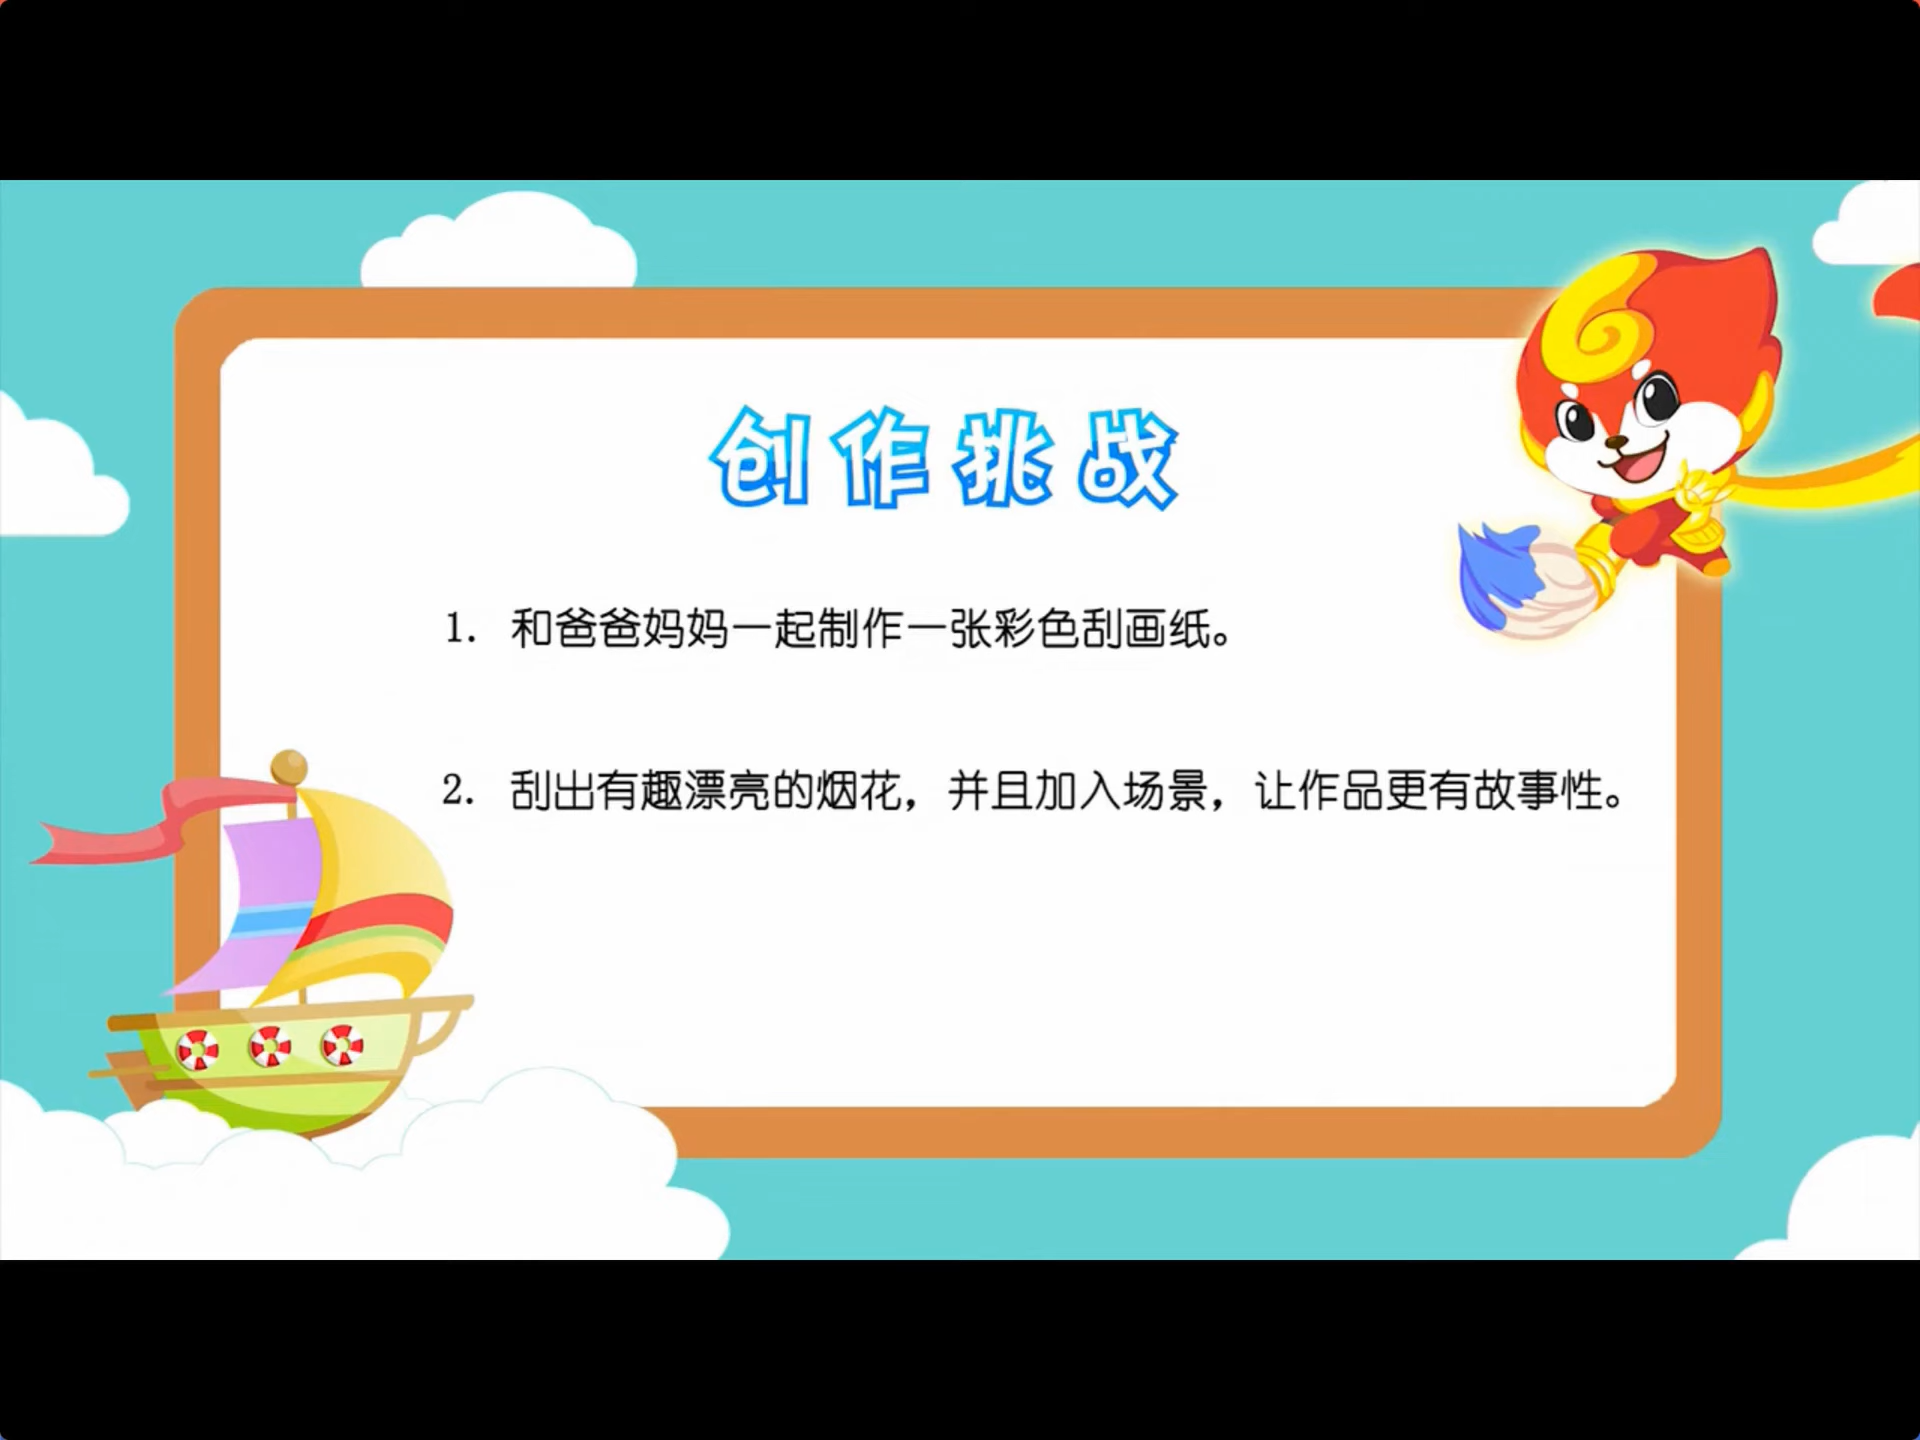 创作挑战
1. 和爸爸妈妈一起制作一张彩色刮画纸。
2. 刮出有趣漂亮的烟花，并且加入场景，让作品更有故事性。